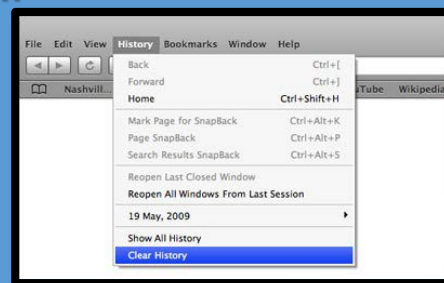 File Edit View History Bookmarks Window Help
Back Ctrl+[
Forward Ctrl+]
Home Ctrl+Shift+H
Nashvill... uTube Wikipedia
Mark Page for SnapBack Ctrl+Alt+K
Page SnapBack Ctrl+Alt+P
Search Results SnapBack Ctrl+Alt+S
Reopen Last Closed Window
Reopen All Windows From Last Session
19 May, 2009
Show All History
Clear History